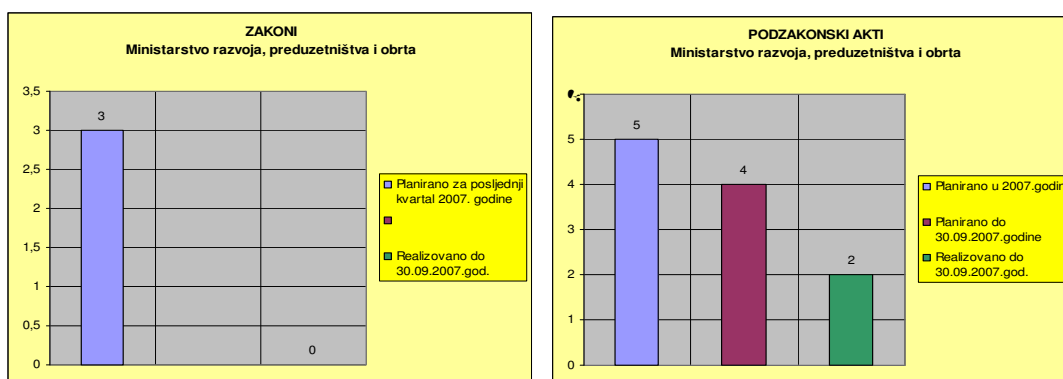 ZAKONI
Ministarstvo razvoja, preduzetništva i obrta
3,5
3
2,5
2
1,5
1
0,5
0
3
0
Planirano za posljednji
kvartal 2007. godine
Realizovano do
30.09.2007.god.
PODZAKONSKI AKTI
Ministarstvo razvoja, preduzetništva i obrta
5
4
3
2
1
0
5
4
2
Planirano u 2007.godin
Planirano do
30.09.2007.godine
Realizovano do
30.09.2007.god.